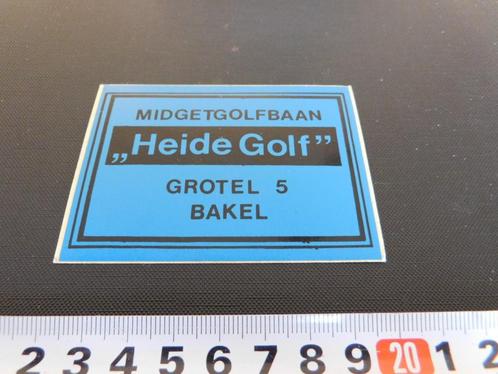 MIDGETGOLFBAAN
„Heide Golf”
GROTEL 5
BAKEL
2 3 4 5 6 7 8 9 20 1 2